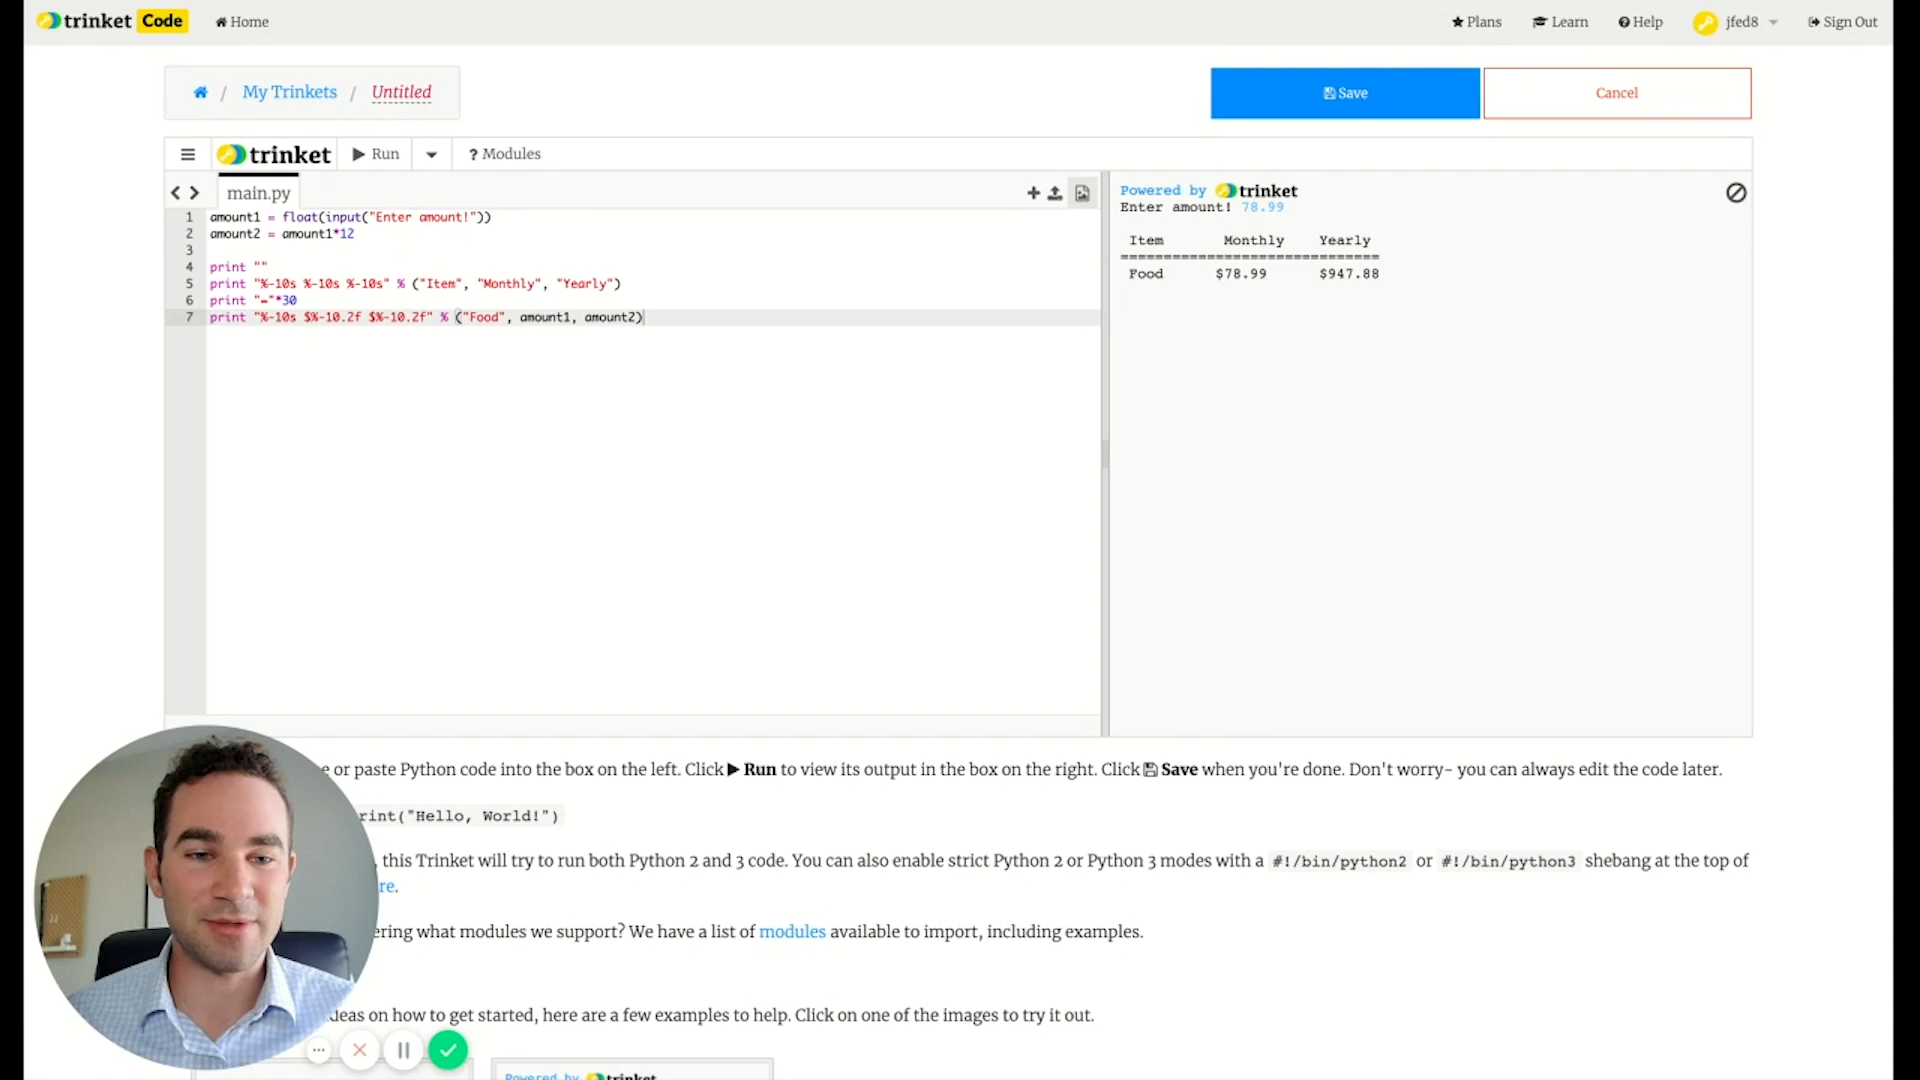 trinket Code Home Plans Learn Help jfed8 Sign Out
/ My Trinkets / Untitled Save Cancel
trinket Run ? Modules
main.py
1 amount1 = float(input("Enter amount!"))
2 amount2 = amount1*12
3
4 print ""
5 print "%-10s %-10s %-10s" % ("Item", "Monthly", "Yearly")
6 print "="*30
7 print "%-10s $%-10.2f $%-10.2f" % ("Food", amount1, amount2)
Powered by trinket
Enter amount! 78.99
Item Monthly Yearly
==============================
Food $78.99 $947.88
e or paste Python code into the box on the left. Click Run to view its output in the box on the right. Click Save when you're done. Don't worry- you can always edit the code later.
rint("Hello, World!")
, this Trinket will try to run both Python 2 and 3 code. You can also enable strict Python 2 or Python 3 modes with a #!/bin/python2 or #!/bin/python3 shebang at the top of
re.
ering what modules we support? We have a list of modules available to import, including examples.
deas on how to get started, here are a few examples to help. Click on one of the images to try it out.
Powered by trinket